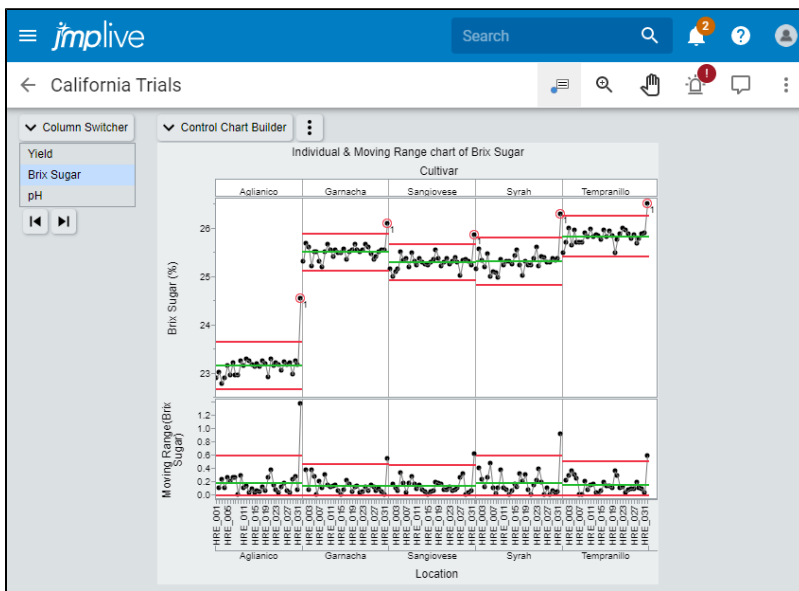 jmplive
Search
2
California Trials
!
Column Switcher
Control Chart Builder
Yield
Brix Sugar
pH
Individual & Moving Range chart of Brix Sugar
Cultivar
Aglianico Garnacha Sangiovese Syrah Tempranillo
Brix Sugar (%)
26
25
24
23
1 1 1 1 1
Moving Range(Brix
Sugar)
1.2
1.0
0.8
0.6
0.4
0.2
0.0
HRE_001 HRE_005 HRE_011 HRE_015 HRE_019 HRE_023 HRE_027 HRE_031
HRE_003 HRE_007 HRE_011 HRE_015 HRE_019 HRE_023 HRE_027 HRE_031
HRE_003 HRE_007 HRE_011 HRE_015 HRE_019 HRE_023 HRE_027 HRE_031
HRE_003 HRE_007 HRE_011 HRE_015 HRE_019 HRE_023 HRE_027 HRE_031
HRE_003 HRE_007 HRE_011 HRE_015 HRE_019 HRE_023 HRE_027 HRE_031
Aglianico Garnacha Sangiovese Syrah Tempranillo
Location